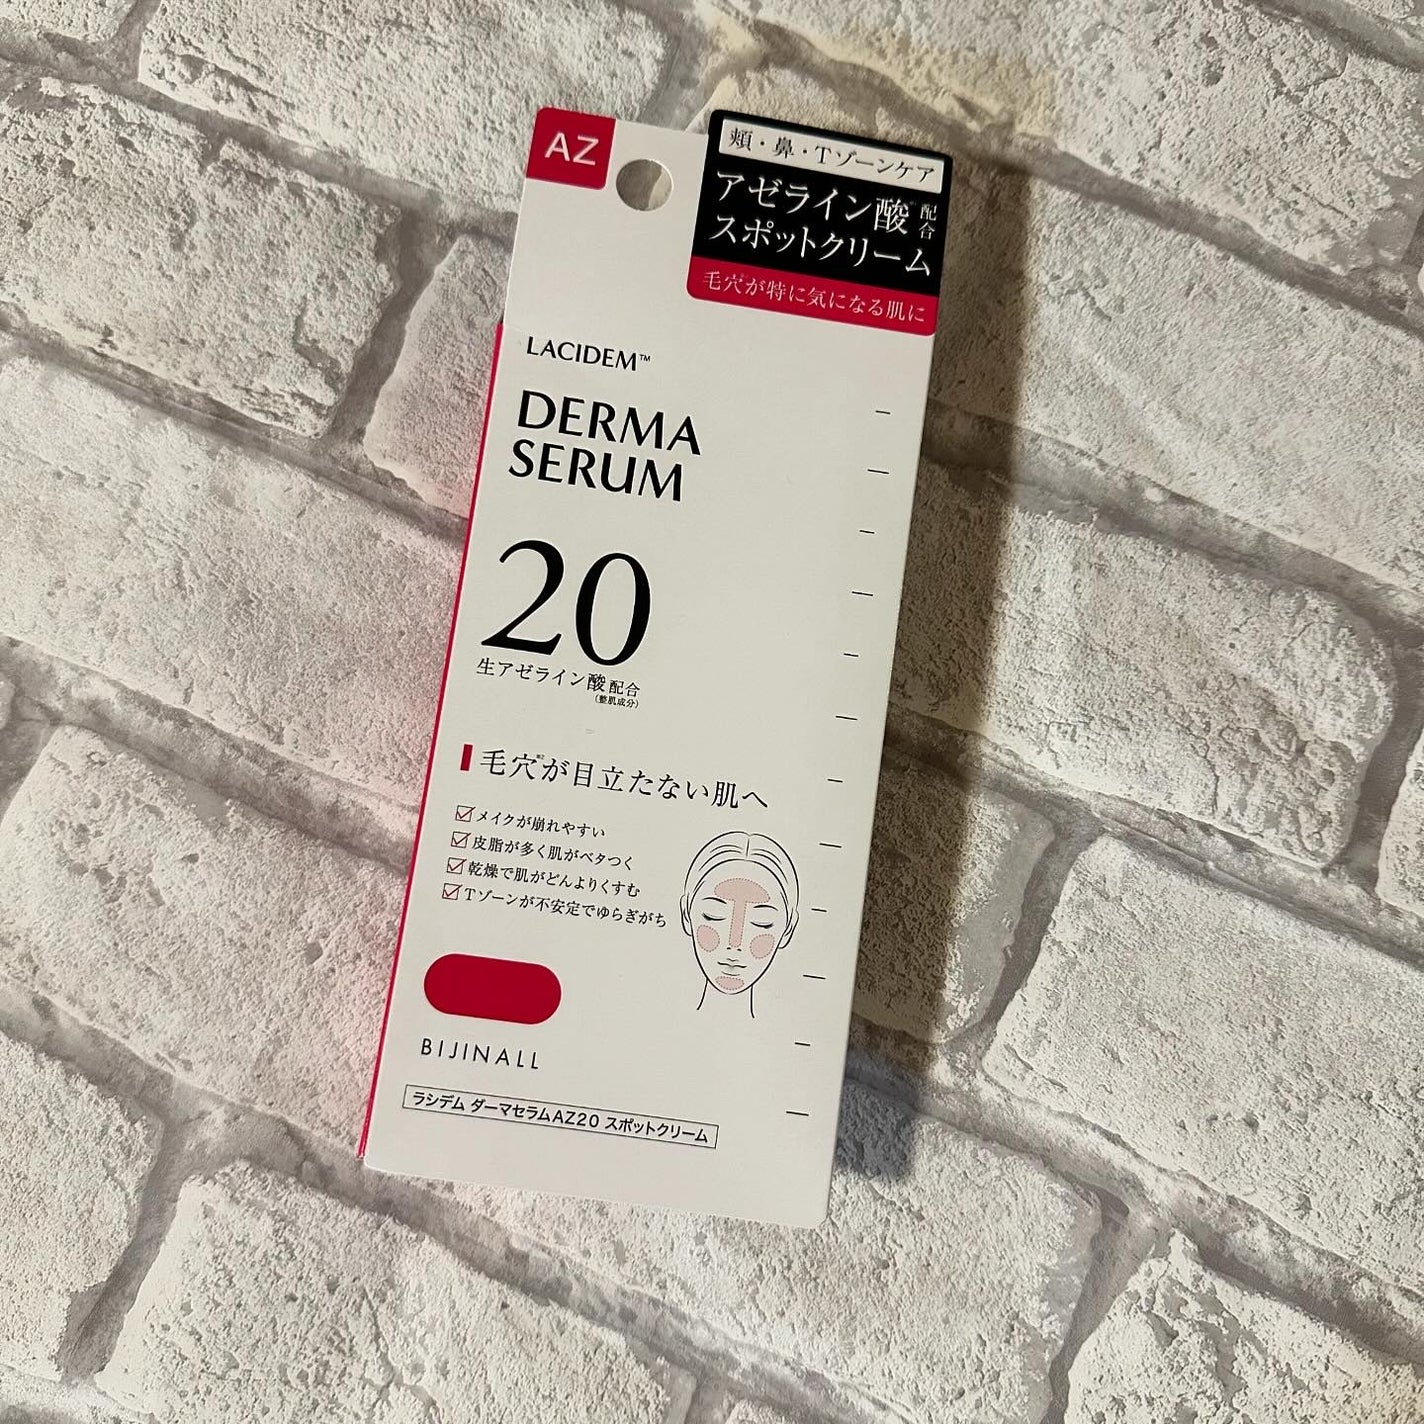 AZ
頬・鼻・Tゾーンケア
アゼライン酸配合
スポットクリーム
毛穴が特に気になる肌に
LACIDEM™
DERMA
SERUM
20
生アゼライン酸配合
(整肌成分)
毛穴が目立たない肌へ
メイクが崩れやすい
皮脂が多く肌がベタつく
乾燥で肌がどんよりくすむ
Tゾーンが不安定でゆらぎがち
BIJINALL
ラシデム ダーマセラムAZ20 スポットクリーム